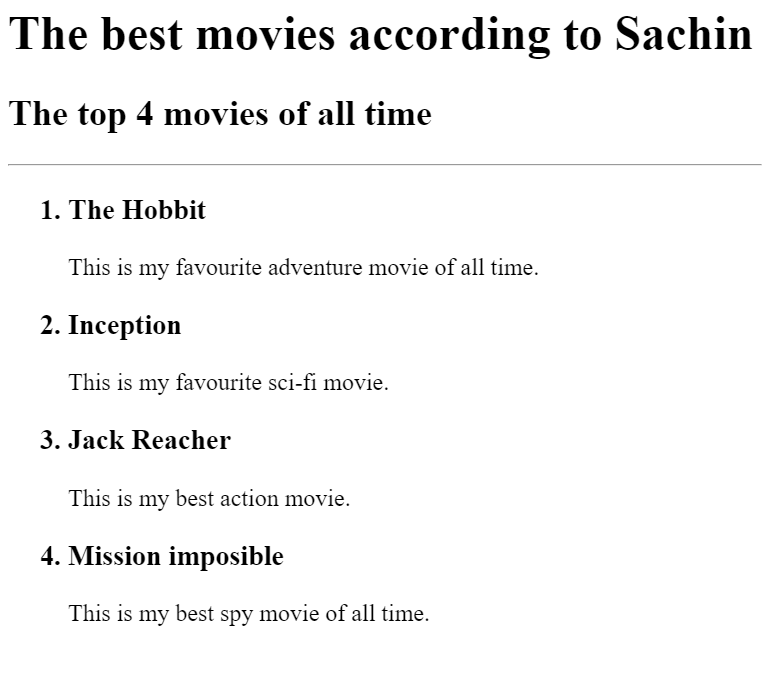 The best movies according to Sachin
The top 4 movies of all time
1. The Hobbit
This is my favourite adventure movie of all time.
2. Inception
This is my favourite sci-fi movie.
3. Jack Reacher
This is my best action movie.
4. Mission imposible
This is my best spy movie of all time.